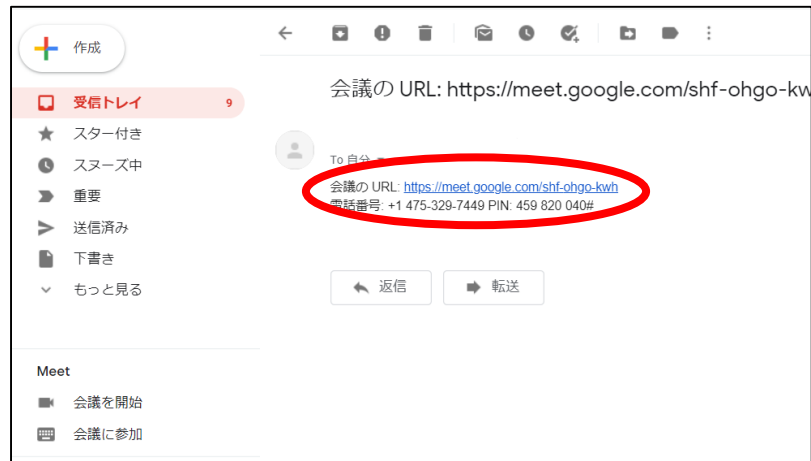 作成
受信トレイ 9
スター付き
スヌーズ中
重要
送信済み
下書き
もっと見る
Meet
会議を開始
会議に参加
会議の URL: https://meet.google.com/shf-ohgo-kw
To 自分
会議の URL: https://meet.google.com/shf-ohgo-kwh
電話番号: +1 475-329-7449 PIN: 459 820 040#
返信
転送